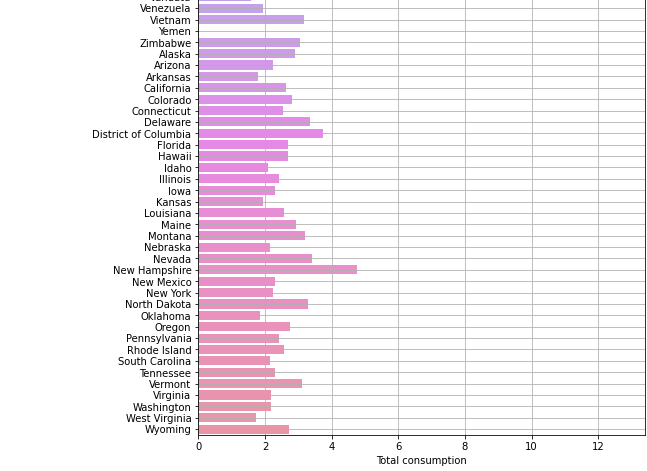 Venezuela
Vietnam
Yemen
Zimbabwe
Alaska
Arizona
Arkansas
California
Colorado
Connecticut
Delaware
District of Columbia
Florida
Hawaii
Idaho
Illinois
Iowa
Kansas
Louisiana
Maine
Montana
Nebraska
Nevada
New Hampshire
New Mexico
New York
North Dakota
Oklahoma
Oregon
Pennsylvania
Rhode Island
South Carolina
Tennessee
Vermont
Virginia
Washington
West Virginia
Wyoming
0 2 4 6 8 10 12
Total consumption